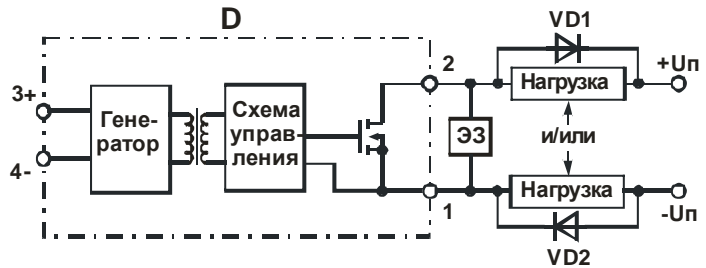 D
VD1
2
+Uп
3+
Гене-
ратор
Схема
управ-
ления
Нагрузка
ЭЗ
и/или
4-
1
Нагрузка
-Uп
VD2